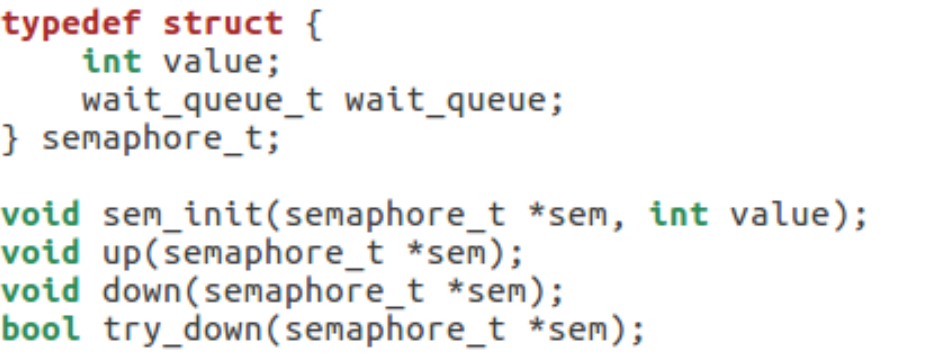 typedef struct {
    int value;
    wait_queue_t wait_queue;
} semaphore_t;

void sem_init(semaphore_t *sem, int value);
void up(semaphore_t *sem);
void down(semaphore_t *sem);
bool try_down(semaphore_t *sem);